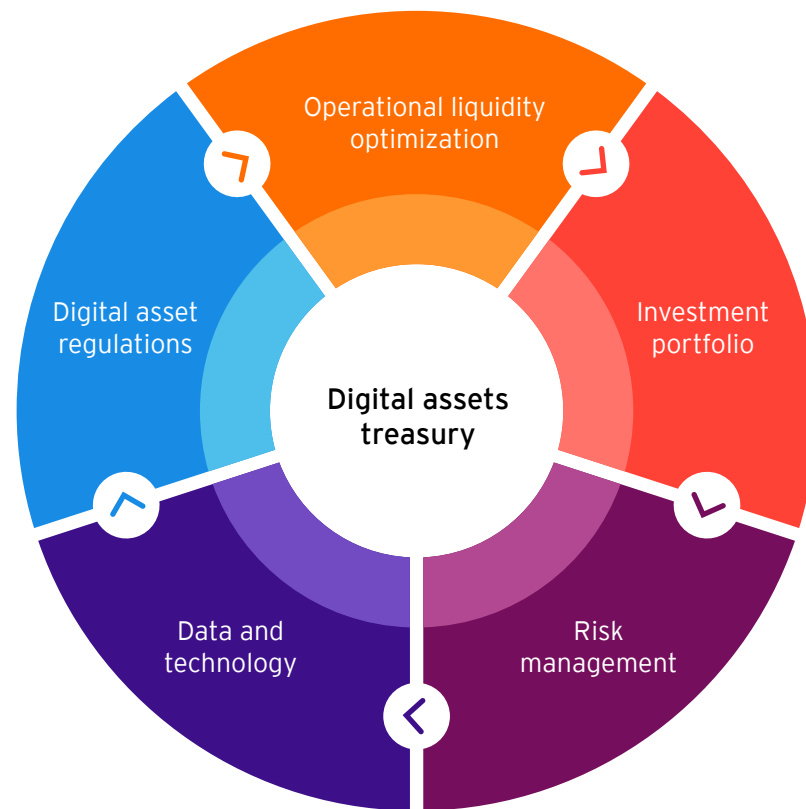 Operational liquidity
optimization
Investment
portfolio
Risk
management
Data and
technology
Digital asset
regulations
Digital assets
treasury